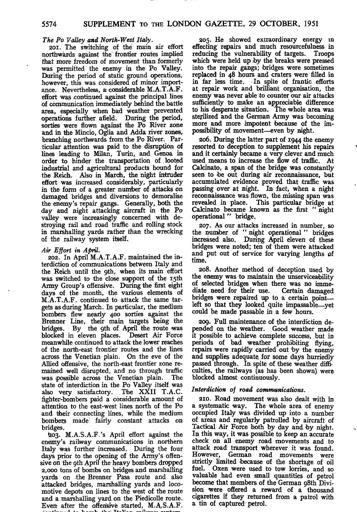 5574 SUPPLEMENT TO THE LONDON GAZETTE, 29 OCTOBER, 1951
The Po Valley and North-West Italy.
201. The switching of the main air effort
northwards against the frontier routes implied
that more freedom of movement than formerly
was permitted the enemy in the Po Valley.
During the period of static ground operations,
however, this was considered of minor import-
ance. Nevertheless, a considerable M.A.T.A.F.
effort was continued against the principal lines
of communication immediately behind the battle
area, especially when bad weather prevented
operations further afield. During the period,
sorties were flown against the Po River zone
and in the Mincio, Oglia and Adda river zones,
branching northwards from the Po River. Par-
ticular attention was paid to the disruption of
lines leading to Milan, Turin, and Genoa in
order to hinder the transportation of looted
industrial and agricultural products bound for
the Reich. Also in March, the night intruder
effort was increased considerably, particularly
in the form of a greater number of attacks on
damaged bridges and diversions to demoralise
the enemy's repair gangs. Generally, both the
day and night attacking aircraft in the Po
valley were increasingly concerned with de-
stroying rail and road traffic and rolling stock
in marshalling yards rather than the wrecking
of the railway system itself.
Air Effort in April.
202. In April M.A.T.A.F. maintained the in-
terdiction of communications between Italy and
the Reich until the 9th, when its main effort
was switched to the close support of the 15th
Army Group's offensive. During the first eight
days of the month, the various elements of
M.A.T.A.F. continued to attack the same tar-
gets as during March. In particular, the medium
bombers flew nearly 400 sorties against the
Brenner Line, their main targets being the
bridges. By the 9th of April the route was
blocked in eleven places. Desert Air Force
meanwhile continued to attack the lower reaches
of the north-east frontier routes and the lines
across the Venetian plain. On the eve of the
Allied offensive, the north-east frontier zone re-
mained well disrupted, and no through traffic
was possible across the Venetian plain. The
state of interdiction in the Po Valley itself was
also very satisfactory. The XXII T.A.C.
fighter-bombers paid a considerable amount of
attention to the east-west lines north of the Po
and their connecting lines, while the medium
bombers made fairly constant attacks on
bridges.
203. M.A.S.A.F.'s April effort against the
enemy's railway communications in northern
Italy was further increased. During the four
days prior to the opening of the Army's offen-
sive on the 9th April the heavy bombers dropped
2,000 tons of bombs on bridges and marshalling
yards on the Brenner Pass route and also
attacked bridges, marshalling yards and loco-
motive depots on lines to the west of the route
and a marshalling yard on the Piedicolle route.
Even after the offensive started, M.A.S.A.F.
205. He showed extraordinary energy in
effecting repairs and much resourcefulness in
reducing the vulnerability of targets. Troops
which were held up by the breaks were pressed
into the repair gangs; bridges were sometimes
replaced in 48 hours and craters were filled in
in far less time. In spite of frantic efforts
at repair work and brilliant organisation, the
enemy was never able to counter our air attacks
sufficiently to make an appreciable difference
to his desperate situation. The whole area was
sterilised and the German Army was becoming
more and more impotent because of the im-
possibility of movement—even by night.
206. During the latter part of 1944 the enemy
resorted to deception to supplement his repairs
and it certainly became a very clever and much
used means to increase the flow of traffic. At
Calcinato, a span of the bridge was constantly
seen to be out during air reconnaissance, but
accumulated evidence proved that traffic was
passing over at night. In fact, when a night
reconnaissance was flown, the missing span was
revealed in place. This particular bridge at
Calcinato became known as the first " night
operational " bridge.
207. As our attacks increased in number, so
the number of " night operational " bridges
increased also. During April eleven of these
bridges were noted; ten of them were attacked
and put out of service for varying lengths of
time.
208. Another method of deception used by
the enemy was to maintain the unserviceability
of selected bridges when there was no imme-
diate need for their use. Certain damaged
bridges were repaired up to a certain point—
left so that they looked quite impassable—yet
could be made passable in a few hours.
209. Full maintenance of the interdiction de-
pended on the weather. Good weather made
it possible to achieve complete success, but in
periods of bad weather prohibiting flying,
repairs were rapidly carried out by the enemy
and supplies adequate for some days hurriedly
passed through. In spite of these weather diffi-
culties, the railways (as has been shown) were
blocked almost continuously.
Interdiction of road communications.
210. Road movement was also dealt with in
a systematic way. The whole area of enemy
occupied Italy was divided up into a number
of areas and regularly patrolled by aircraft of
Tactical Air Force both by day and by night.
In this way, it was possible to keep an accurate
check on all enemy road movements and to
attack road transport wherever it was found.
However, German road movements were
strictly limited because of the shortage of oil
fuel. Oxen were used to tow lorries, and so
valuable had even small quantities of petrol
become that members of the German 98th Divi-
sion were offered a reward of a thousand
cigarettes if they returned from a patrol with
a tin of captured petrol.